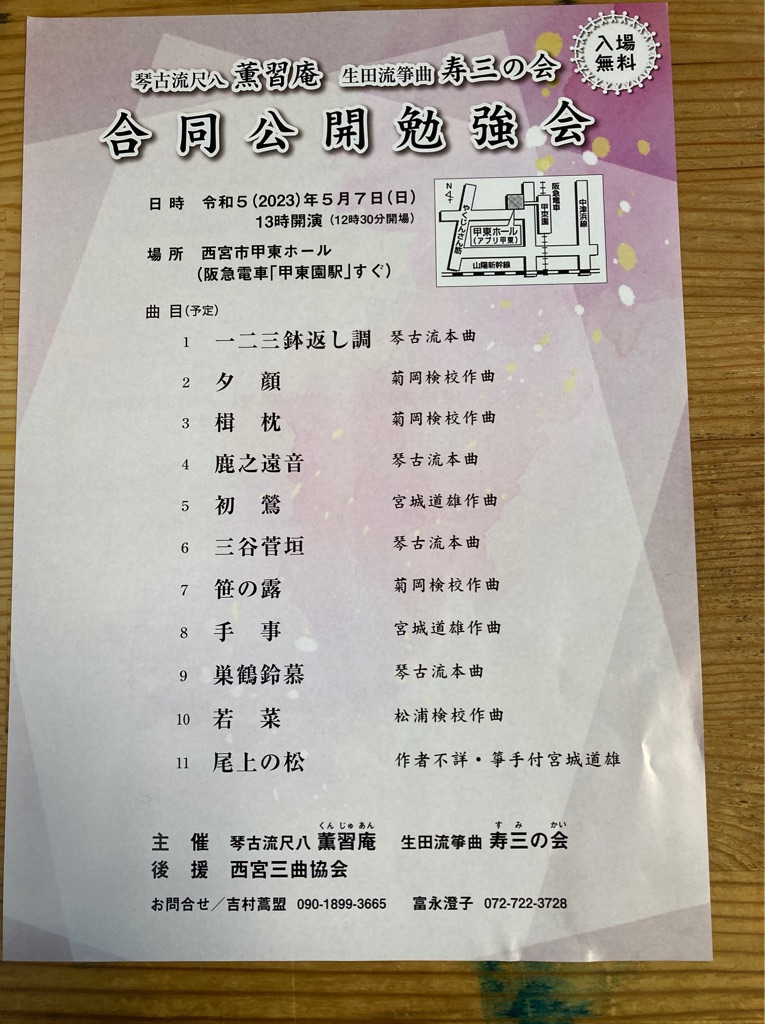 入場
無料
琴古流尺八 薫習庵 生田流箏曲 寿三の会
合同公開勉強会
日時 令和5(2023)年5月7日(日)
13時開演(12時30分開場)
場所 西宮市甲東ホール
(阪急電車「甲東園駅」すぐ)
N
やくじんさん筋
甲東ホール
(アプリ甲東)
甲東園
阪急電車
中津浜線
山陽新幹線
曲目(予定)
1 一二三鉢返し調 琴古流本曲
2 夕顔 菊岡検校作曲
3 楫枕 菊岡検校作曲
4 鹿之遠音 琴古流本曲
5 初鶯 宮城道雄作曲
6 三谷菅垣 琴古流本曲
7 笹の露 菊岡検校作曲
8 手事 宮城道雄作曲
9 巣鶴鈴慕 琴古流本曲
10 若菜 松浦検校作曲
11 尾上の松 作者不詳・箏手付宮城道雄
くんじゅあん すみ かい
主催 琴古流尺八 薫習庵 生田流箏曲 寿三の会
後援 西宮三曲協会
お問合せ/吉村蒿盟 090-1899-3665 富永澄子 072-722-3728